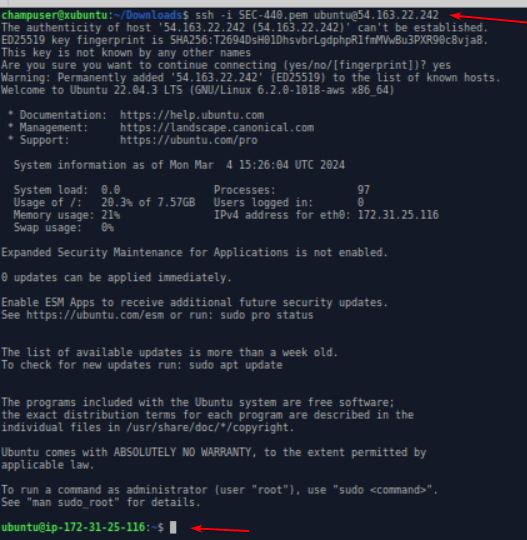 champuser@xubuntu:~/Downloads$ ssh -i SEC-440.pem ubuntu@54.163.22.242
The authenticity of host '54.163.22.242 (54.163.22.242)' can't be established.
ED25519 key fingerprint is SHA256:T2694DsH01DhsvbrLgdphpR1fmMVwBu3PXR90c8vja8.
This key is not known by any other names
Are you sure you want to continue connecting (yes/no/[fingerprint])? yes
Warning: Permanently added '54.163.22.242' (ED25519) to the list of known hosts.
Welcome to Ubuntu 22.04.3 LTS (GNU/Linux 6.2.0-1018-aws x86_64)
* Documentation: https://help.ubuntu.com
* Management: https://landscape.canonical.com
* Support: https://ubuntu.com/pro
System information as of Mon Mar 4 15:26:04 UTC 2024
System load: 0.0 Processes: 97
Usage of /: 20.3% of 7.57GB Users logged in: 0
Memory usage: 21% IPv4 address for eth0: 172.31.25.116
Swap usage: 0%
Expanded Security Maintenance for Applications is not enabled.
0 updates can be applied immediately.
Enable ESM Apps to receive additional future security updates.
See https://ubuntu.com/esm or run: sudo pro status
The list of available updates is more than a week old.
To check for new updates run: sudo apt update
The programs included with the Ubuntu system are free software;
the exact distribution terms for each program are described in the
individual files in /usr/share/doc/*/copyright.
Ubuntu comes with ABSOLUTELY NO WARRANTY, to the extent permitted by
applicable law.
To run a command as administrator (user "root"), use "sudo <command>".
See "man sudo_root" for details.
ubuntu@ip-172-31-25-116:~$